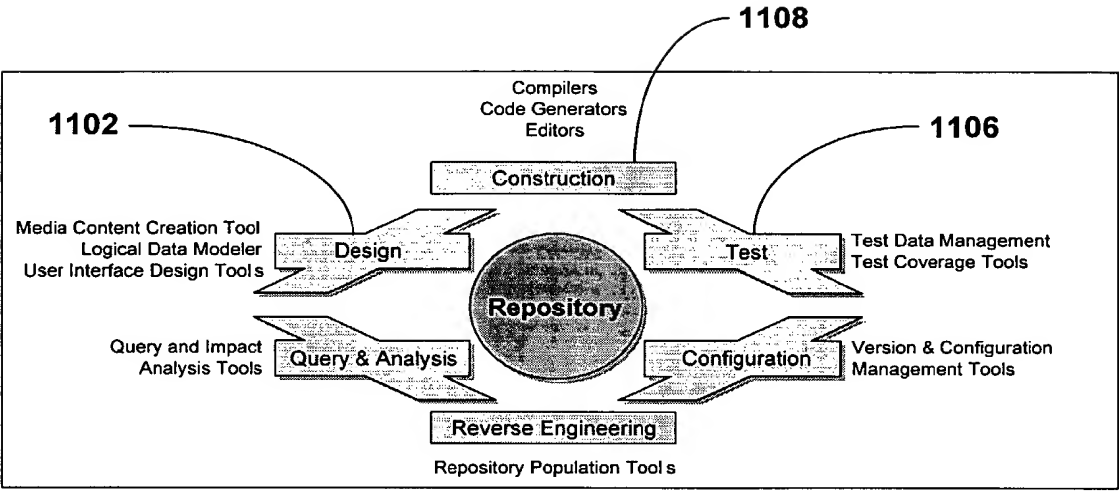 1108
Compilers
Code Generators
Editors
1102
1106
Construction
Media Content Creation Tool
Logical Data Modeler
User Interface Design Tools
Design
Test
Test Data Management
Test Coverage Tools
Repository
Query and Impact
Analysis Tools
Query & Analysis
Configuration
Version & Configuration
Management Tools
Reverse Engineering
Repository Population Tools